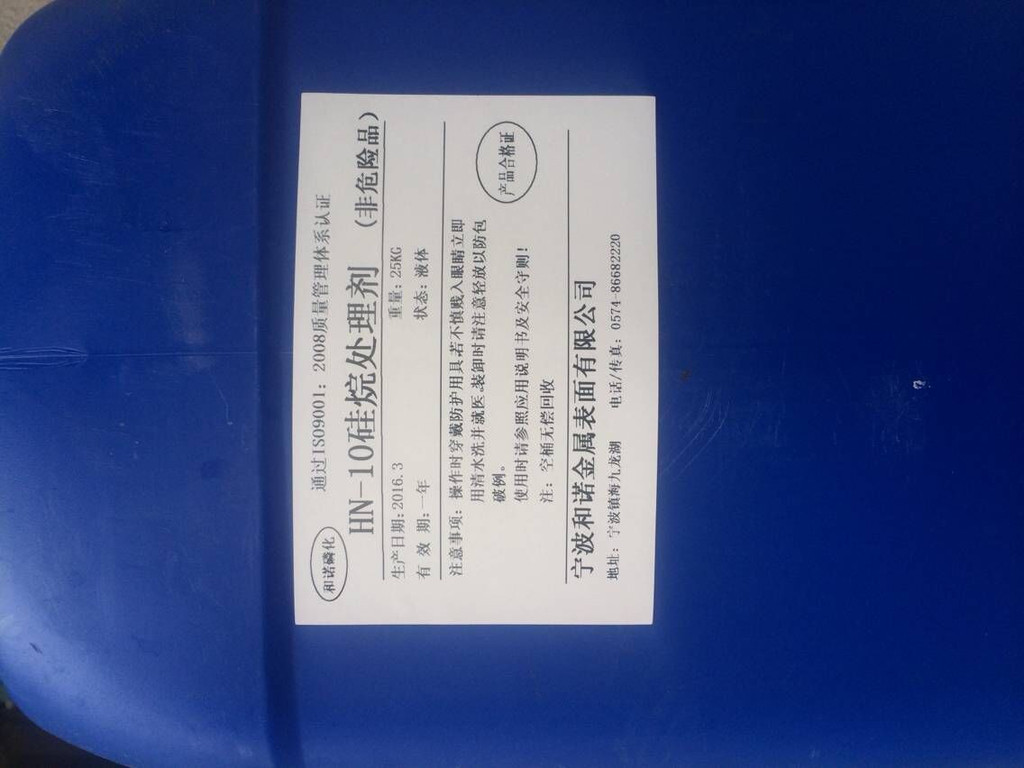 和诺磷化
通过ISO9001：2008质量管理体系认证
HN-10硅烷处理剂 （非危险品）
生产日期：2016.3 重量：25KG
有 效 期：一年 状态：液体
注意事项：操作时穿戴防护用具若不慎贱入眼睛立即
用清水洗并就医.装卸时请注意轻放以防包
破例。
使用时请参照应用说明书及安全守则！
注：空桶无偿回收
产品合格证
宁波和诺金属表面有限公司
地址：宁波镇海九龙湖 电话/传真：0574-86682220